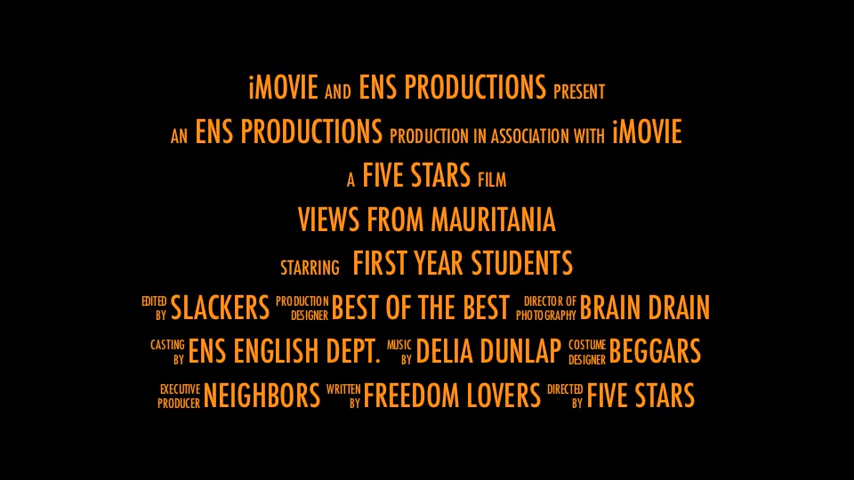 iMOVIE AND ENS PRODUCTIONS PRESENT
AN ENS PRODUCTIONS PRODUCTION IN ASSOCIATION WITH iMOVIE
A FIVE STARS FILM
VIEWS FROM MAURITANIA
STARRING FIRST YEAR STUDENTS
EDITED BY SLACKERS PRODUCTION DESIGNER BEST OF THE BEST DIRECTOR OF PHOTOGRAPHY BRAIN DRAIN
CASTING BY ENS ENGLISH DEPT. MUSIC BY DELIA DUNLAP COSTUME DESIGNER BEGGARS
EXECUTIVE PRODUCER NEIGHBORS WRITTEN BY FREEDOM LOVERS DIRECTED BY FIVE STARS